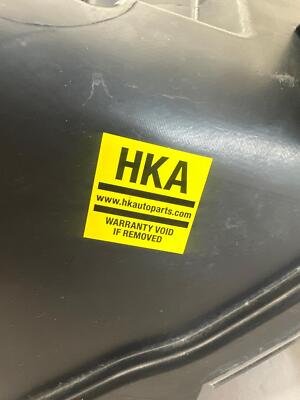 HKA
www.hkautoparts.com
WARRANTY VOID
IF REMOVED